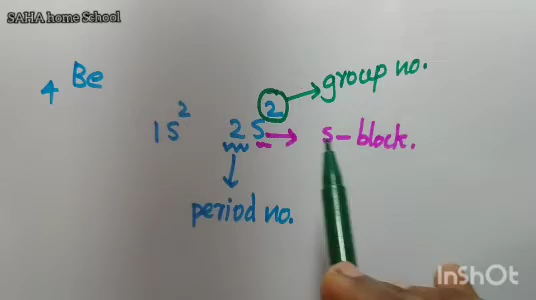 SAHA home School
4 Be
group no.
1S² 2S² → s-block.
period no.
InShOt